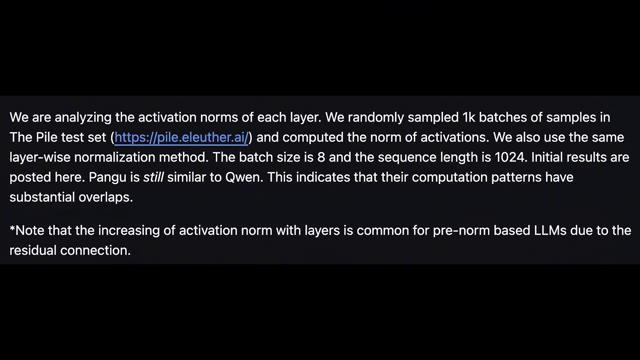 We are analyzing the activation norms of each layer. We randomly sampled 1k batches of samples in
The Pile test set (https://pile.eleuther.ai/) and computed the norm of activations. We also use the same
layer-wise normalization method. The batch size is 8 and the sequence length is 1024. Initial results are
posted here. Pangu is still similar to Qwen. This indicates that their computation patterns have
substantial overlaps.
*Note that the increasing of activation norm with layers is common for pre-norm based LLMs due to the
residual connection.